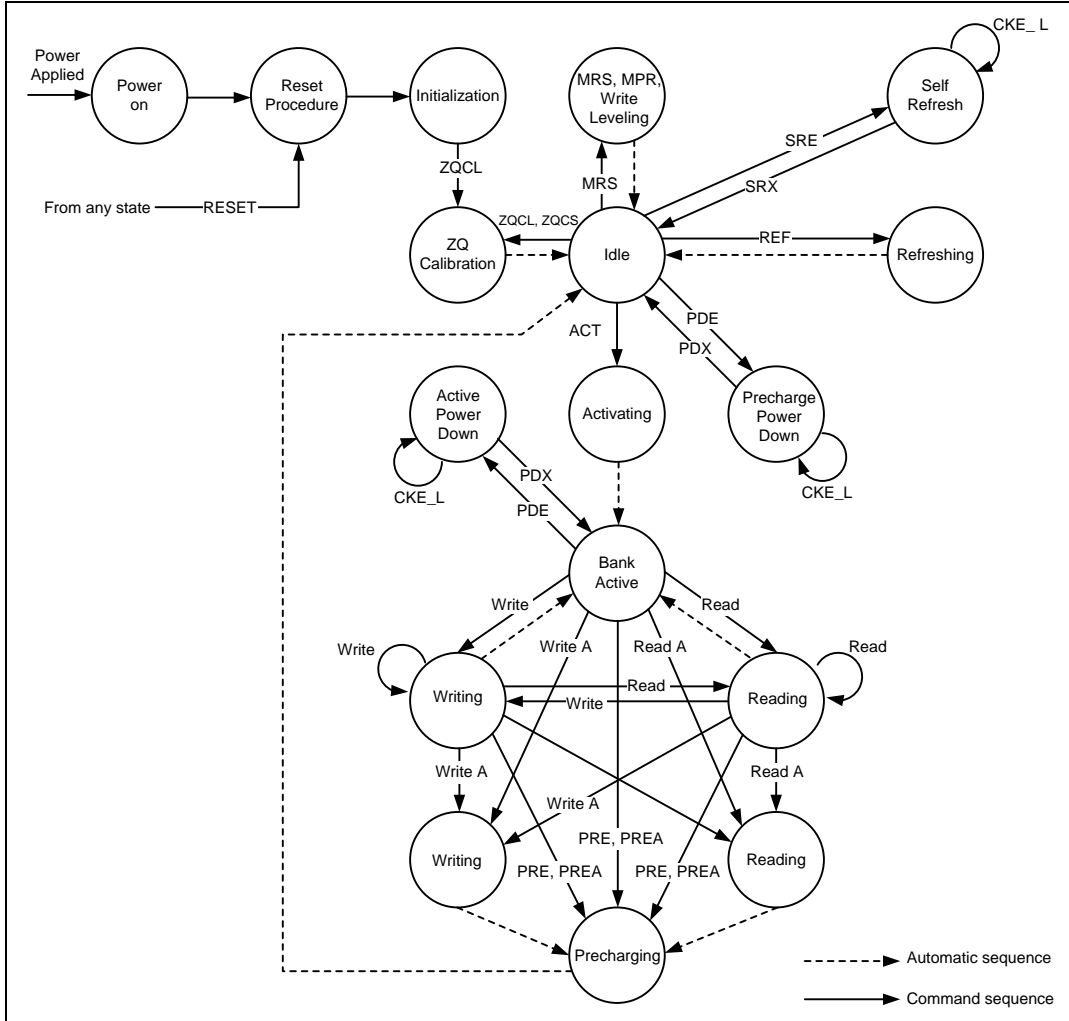 CKE_ L
Power
Applied
Power
on
Reset
Procedure
Initialization
MRS, MPR,
Write
Leveling
Self
Refresh
ZQCL
SRE
MRS
SRX
From any state
RESET
ZQCL, ZQCS
REF
ZQ
Calibration
Idle
Refreshing
PDE
ACT
PDX
Active
Power
Down
Activating
Precharge
Power
Down
PDX
CKE_L
CKE_L
PDE
Bank
Active
Write
Read
Write
Write A
Read A
Read
Writing
Read
Write
Reading
Write A
Read A
Write A
Writing
PRE, PREA
Reading
PRE, PREA
PRE, PREA
Precharging
Automatic sequence
Command sequence